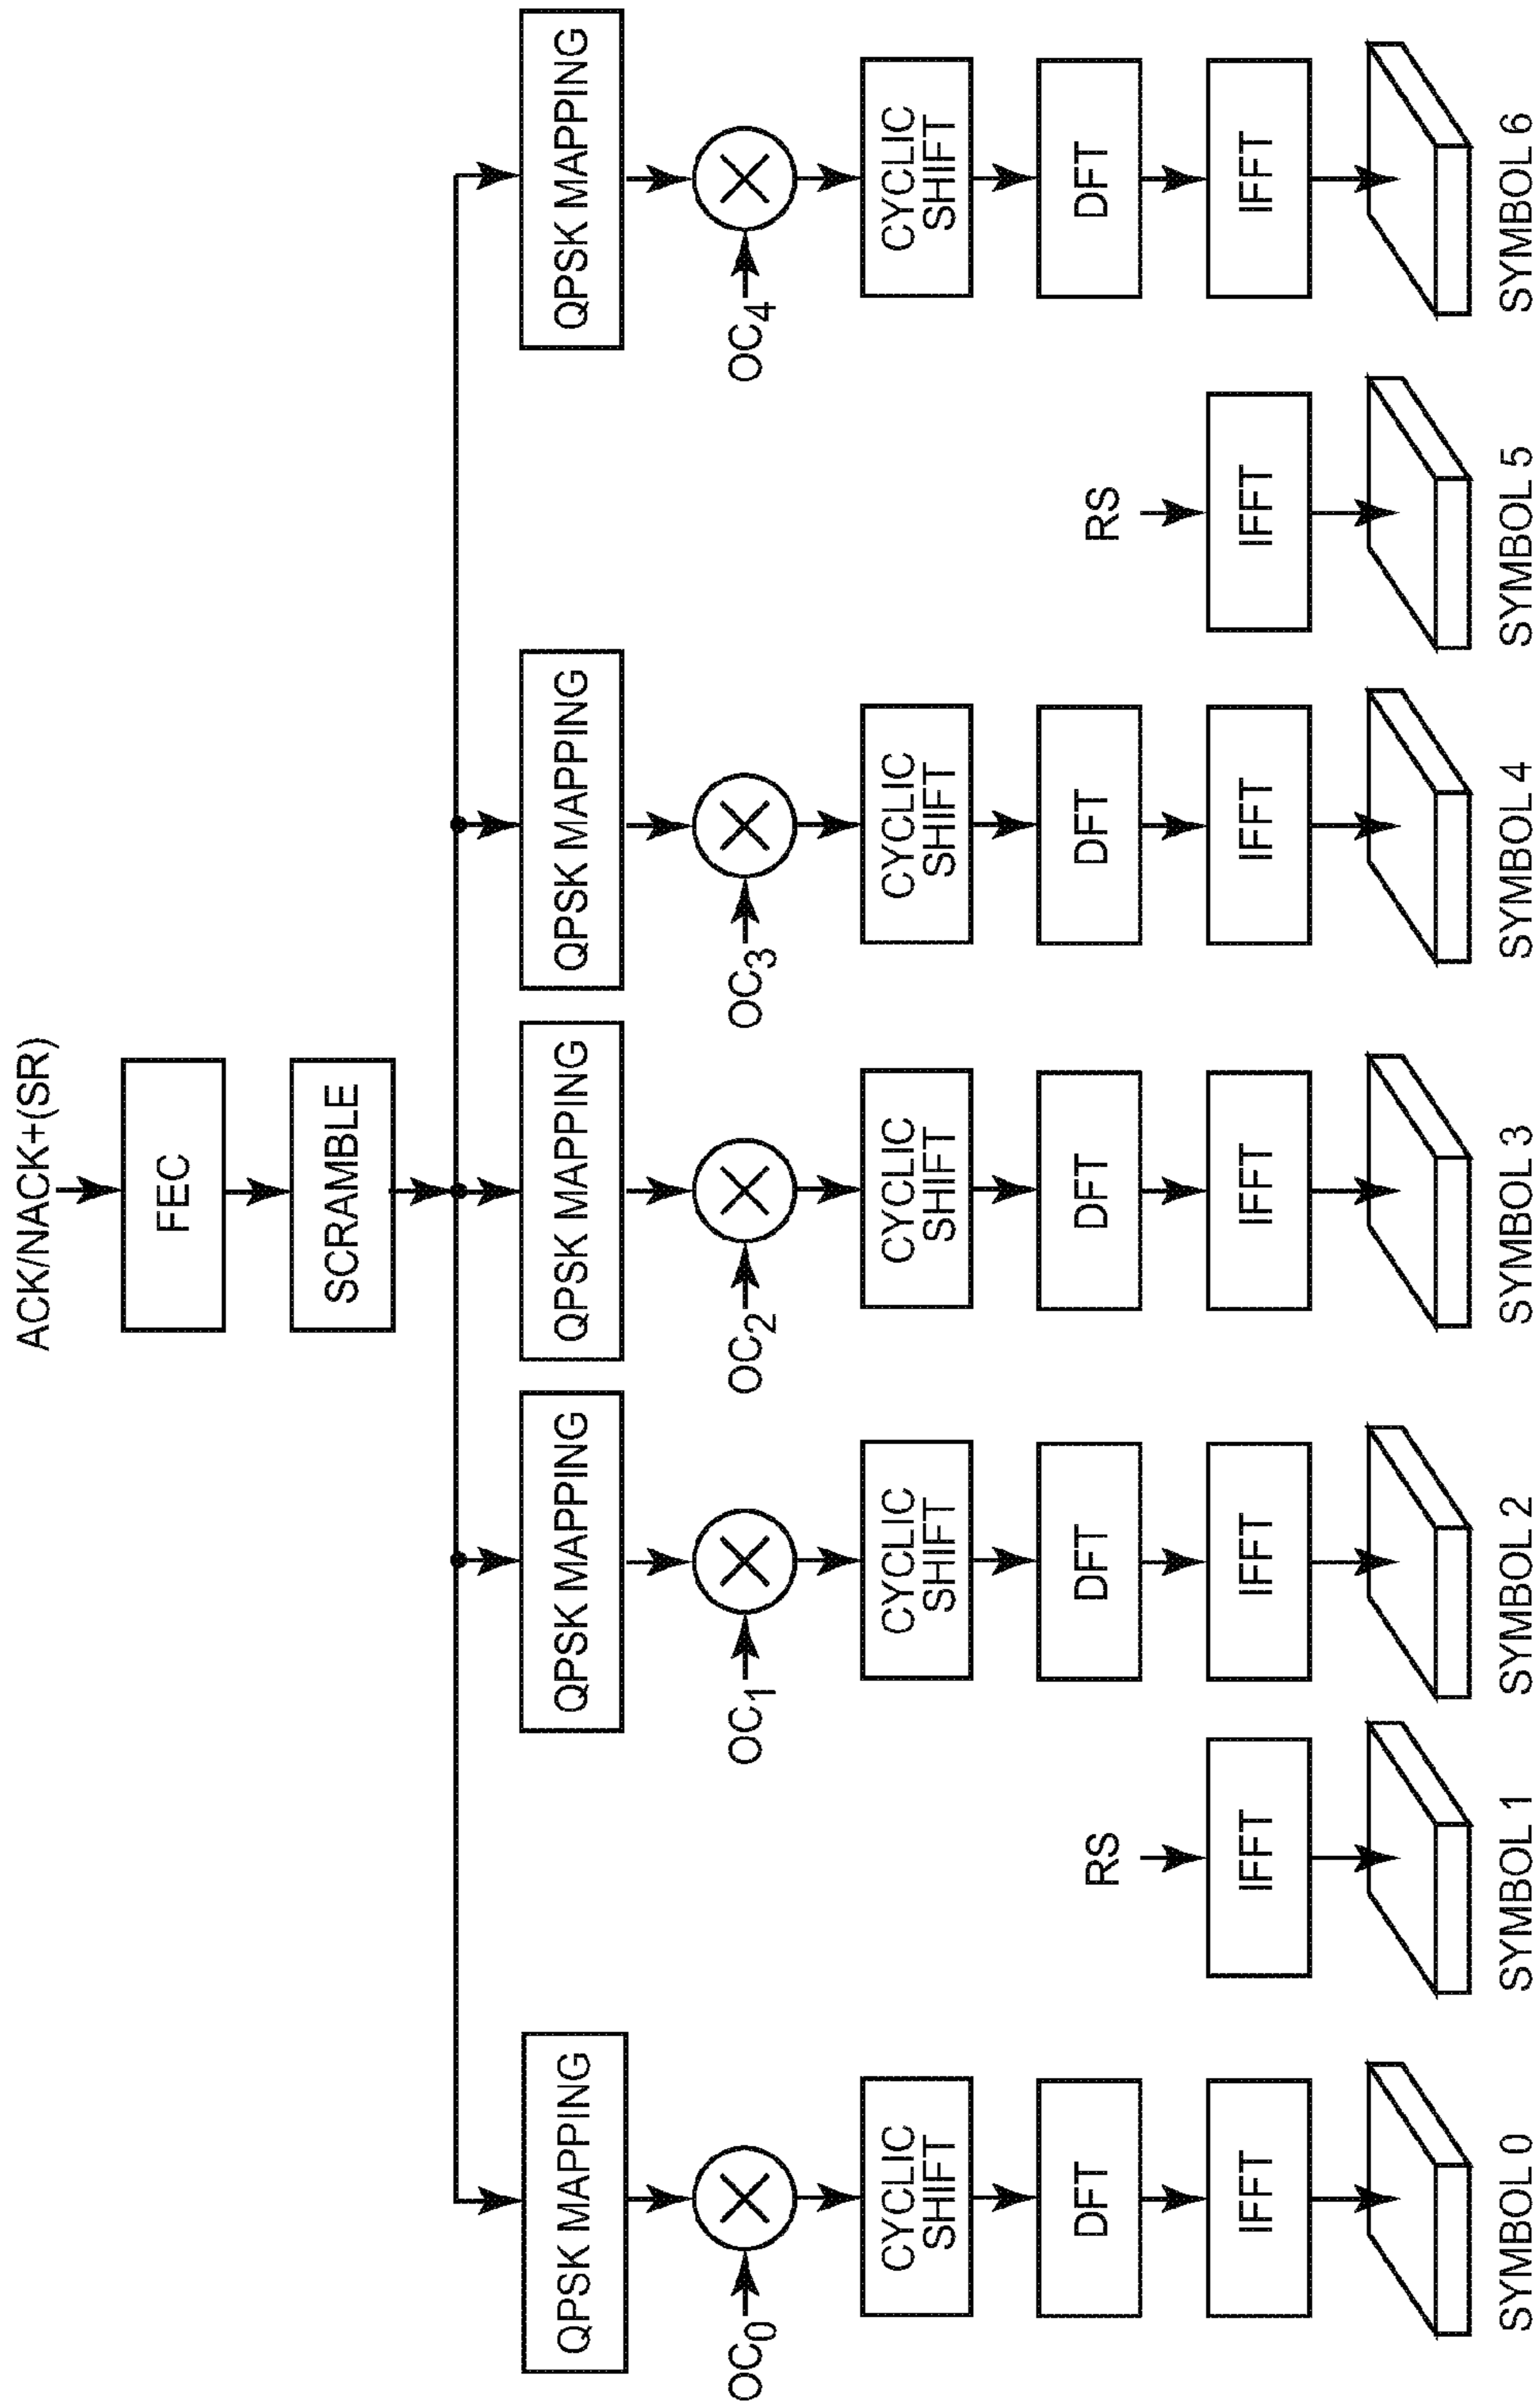 ACK/NACK+(SR)
FEC
SCRAMBLE
QPSK MAPPING
QPSK MAPPING
QPSK MAPPING
QPSK MAPPING
QPSK MAPPING
OC0
OC1
OC2
OC3
OC4
CYCLIC
SHIFT
CYCLIC
SHIFT
CYCLIC
SHIFT
CYCLIC
SHIFT
CYCLIC
SHIFT
DFT
RS
DFT
DFT
DFT
RS
DFT
IFFT
IFFT
IFFT
IFFT
IFFT
IFFT
IFFT
SYMBOL 0
SYMBOL 1
SYMBOL 2
SYMBOL 3
SYMBOL 4
SYMBOL 5
SYMBOL 6